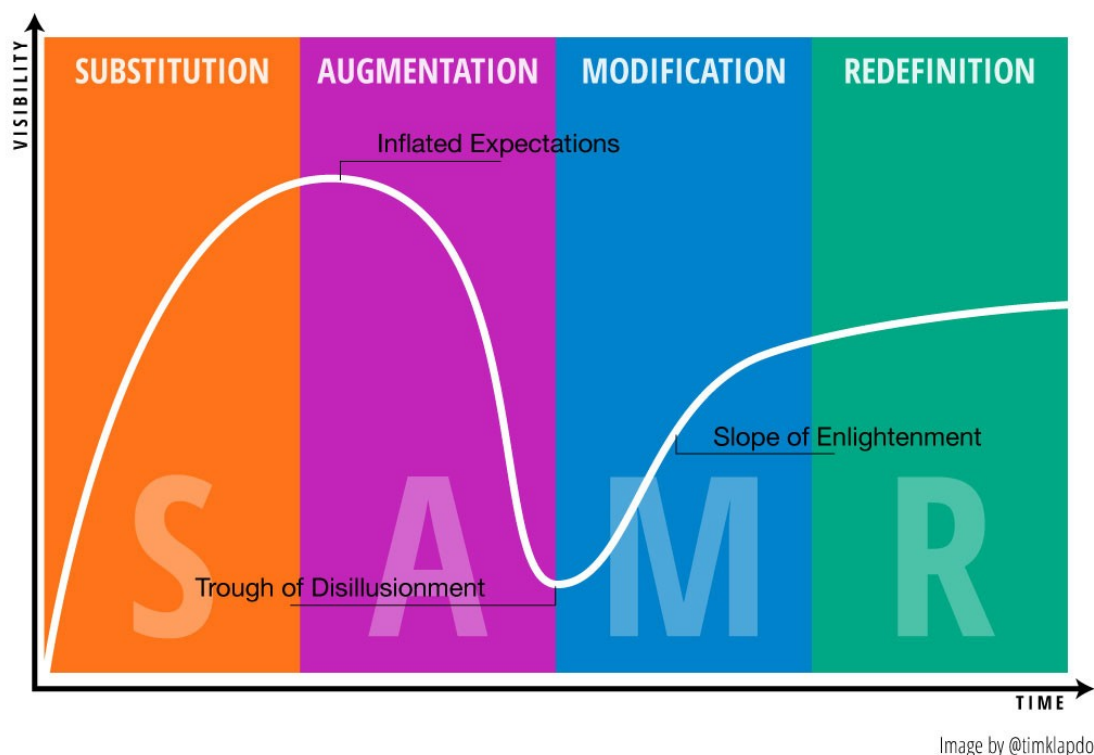 VISIBILITY
SUBSTITUTION
AUGMENTATION
MODIFICATION
REDEFINITION
Inflated Expectations
Slope of Enlightenment
Trough of Disillusionment
S
A
M
R
TIME
Image by @timklapdo